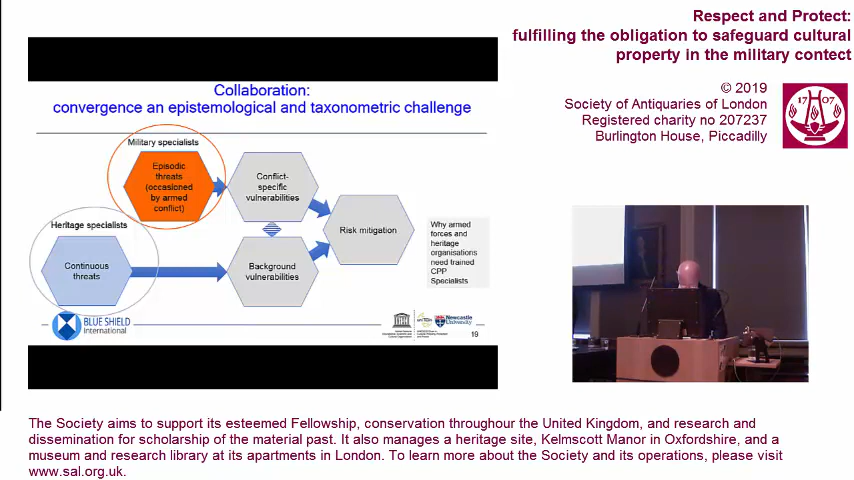 Respect and Protect:
fulfilling the obligation to safeguard cultural
property in the military contect
© 2019
Society of Antiquaries of London
Registered charity no 207237
Burlington House, Piccadilly
17 07
Collaboration:
convergence an epistemological and taxonometric challenge
Military specialists
Episodic
threats
(occasioned
by armed
conflict)
Conflict-
specific
vulnerabilities
Heritage specialists
Continuous
threats
Background
vulnerabilities
Risk mitigation
Why armed
forces and
heritage
organisations
need trained
CPP
Specialists
BLUE SHIELD
International
Newcastle
University
19
The Society aims to support its esteemed Fellowship, conservation throughour the United Kingdom, and research and
dissemination for scholarship of the material past. It also manages a heritage site, Kelmscott Manor in Oxfordshire, and a
museum and research library at its apartments in London. To learn more about the Society and its operations, please visit
www.sal.org.uk.